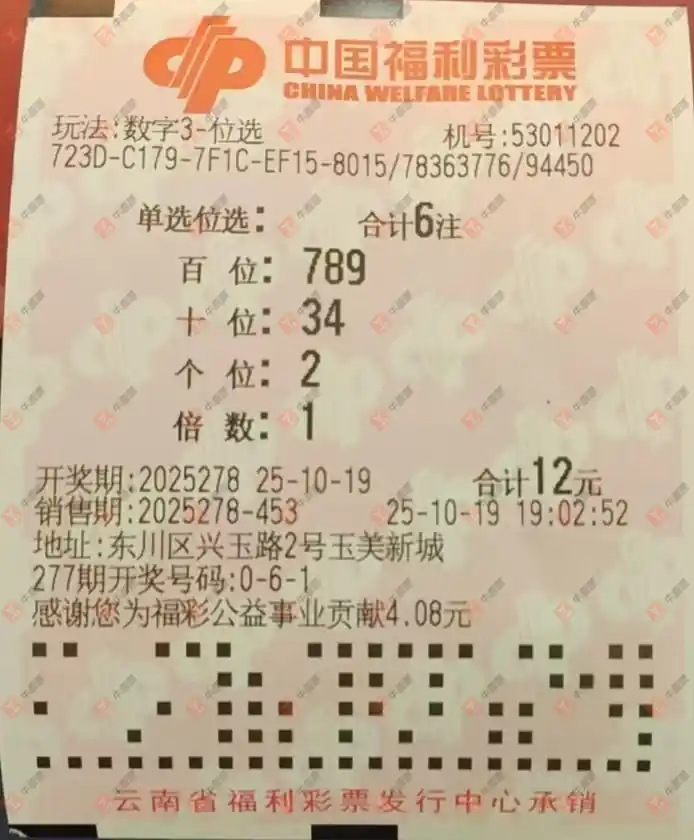 中国福利彩票
CHINA WELFARE LOTTERY
玩法:数字3-位选 机号:53011202
723D-C179-7F1C-EF15-8015/78363776/94450
单选位选: 合计6注
百 位: 789
十 位: 34
个 位: 2
倍 数: 1
开奖期:2025278 25-10-19 合计12元
销售期:2025278-453 25-10-19 19:02:52
地址:东川区兴玉路2号玉美新城
277期开奖号码:0-6-1
感谢您为福彩公益事业贡献4.08元
云南省福利彩票发行中心承销